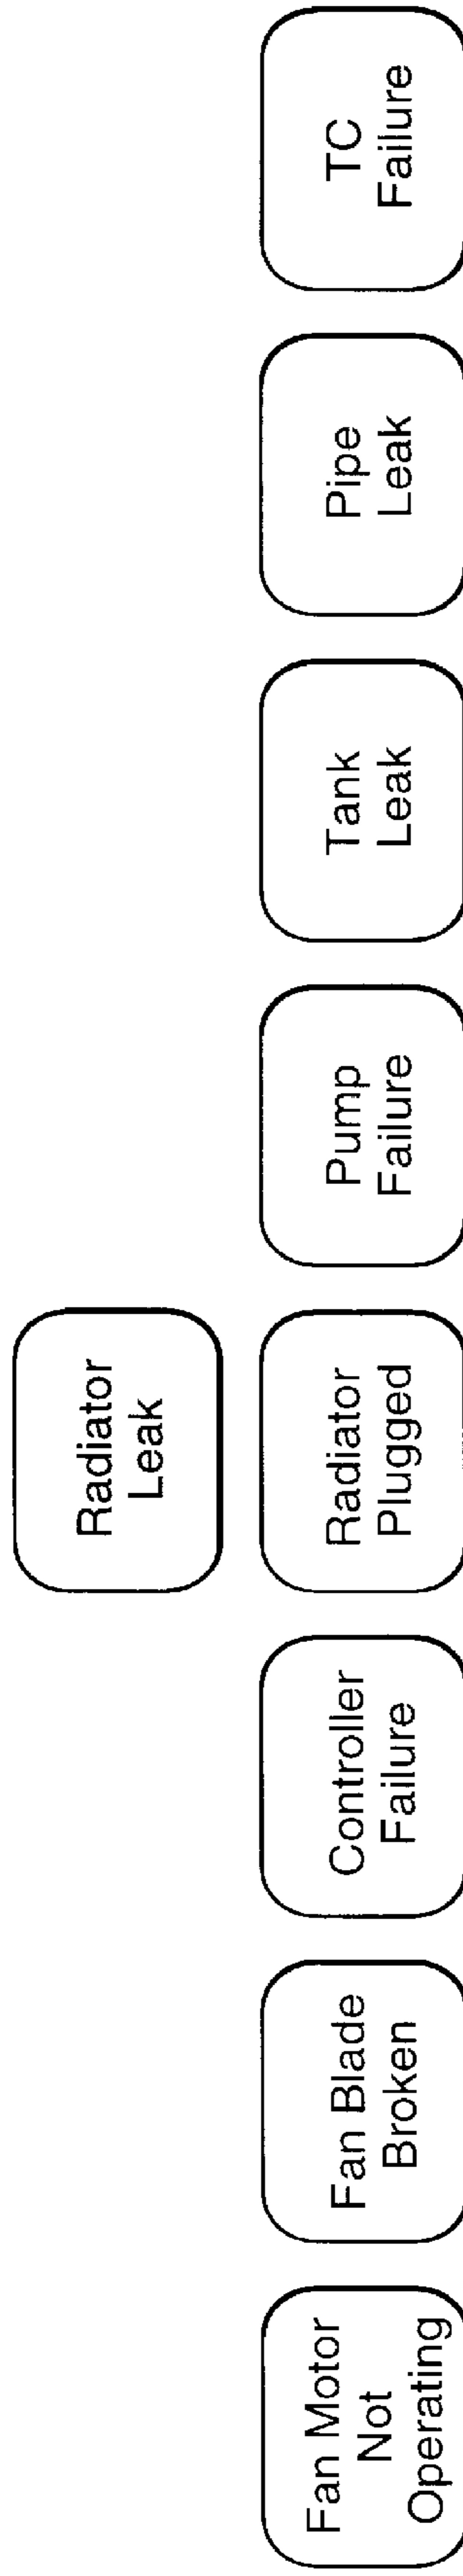 Radiator
Leak
Fan Motor
Not
Operating
Fan Blade
Broken
Controller
Failure
Radiator
Plugged
Pump
Failure
Tank
Leak
Pipe
Leak
TC
Failure